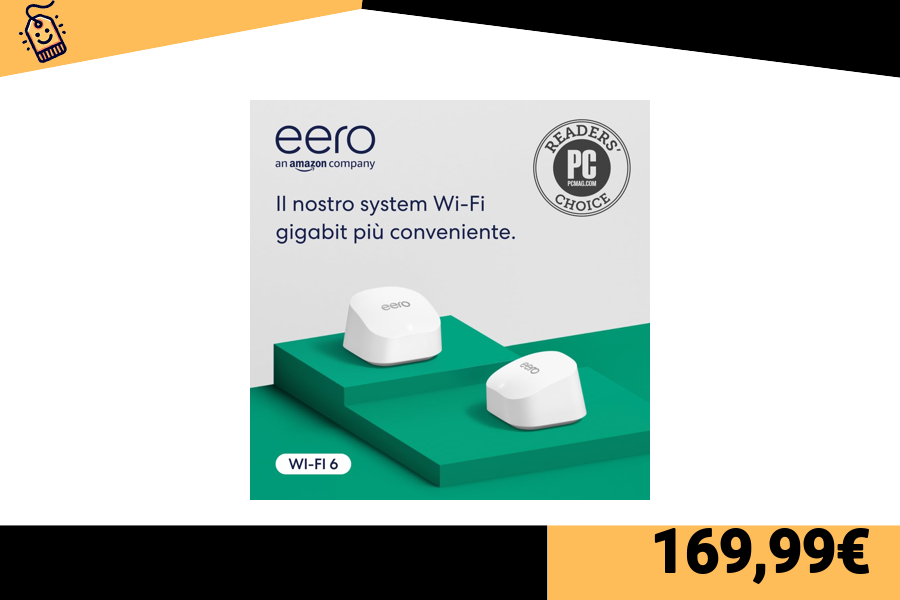 eero
an amazon company
READERS'
PC
PCMAG.COM
CHOICE
Il nostro system Wi-Fi
gigabit più conveniente.
eero
eero
WI-FI 6
169,99€